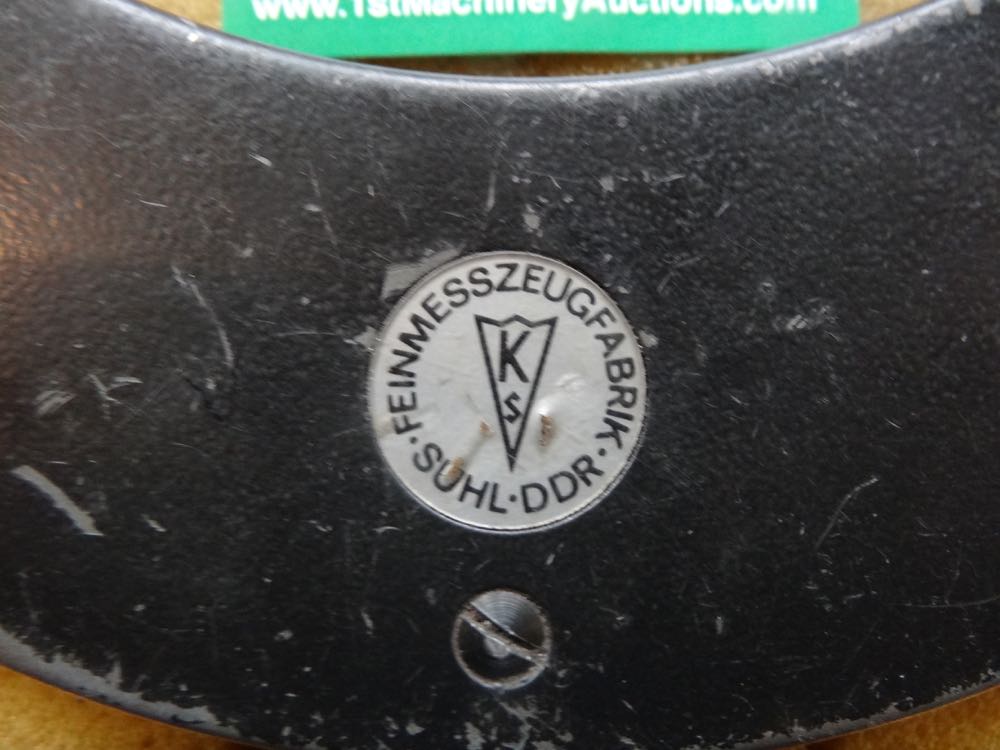 www.1stMachineryAuctions.com
·FEINMESSZEUGFABRIK·
SUHL·DDR
K
S